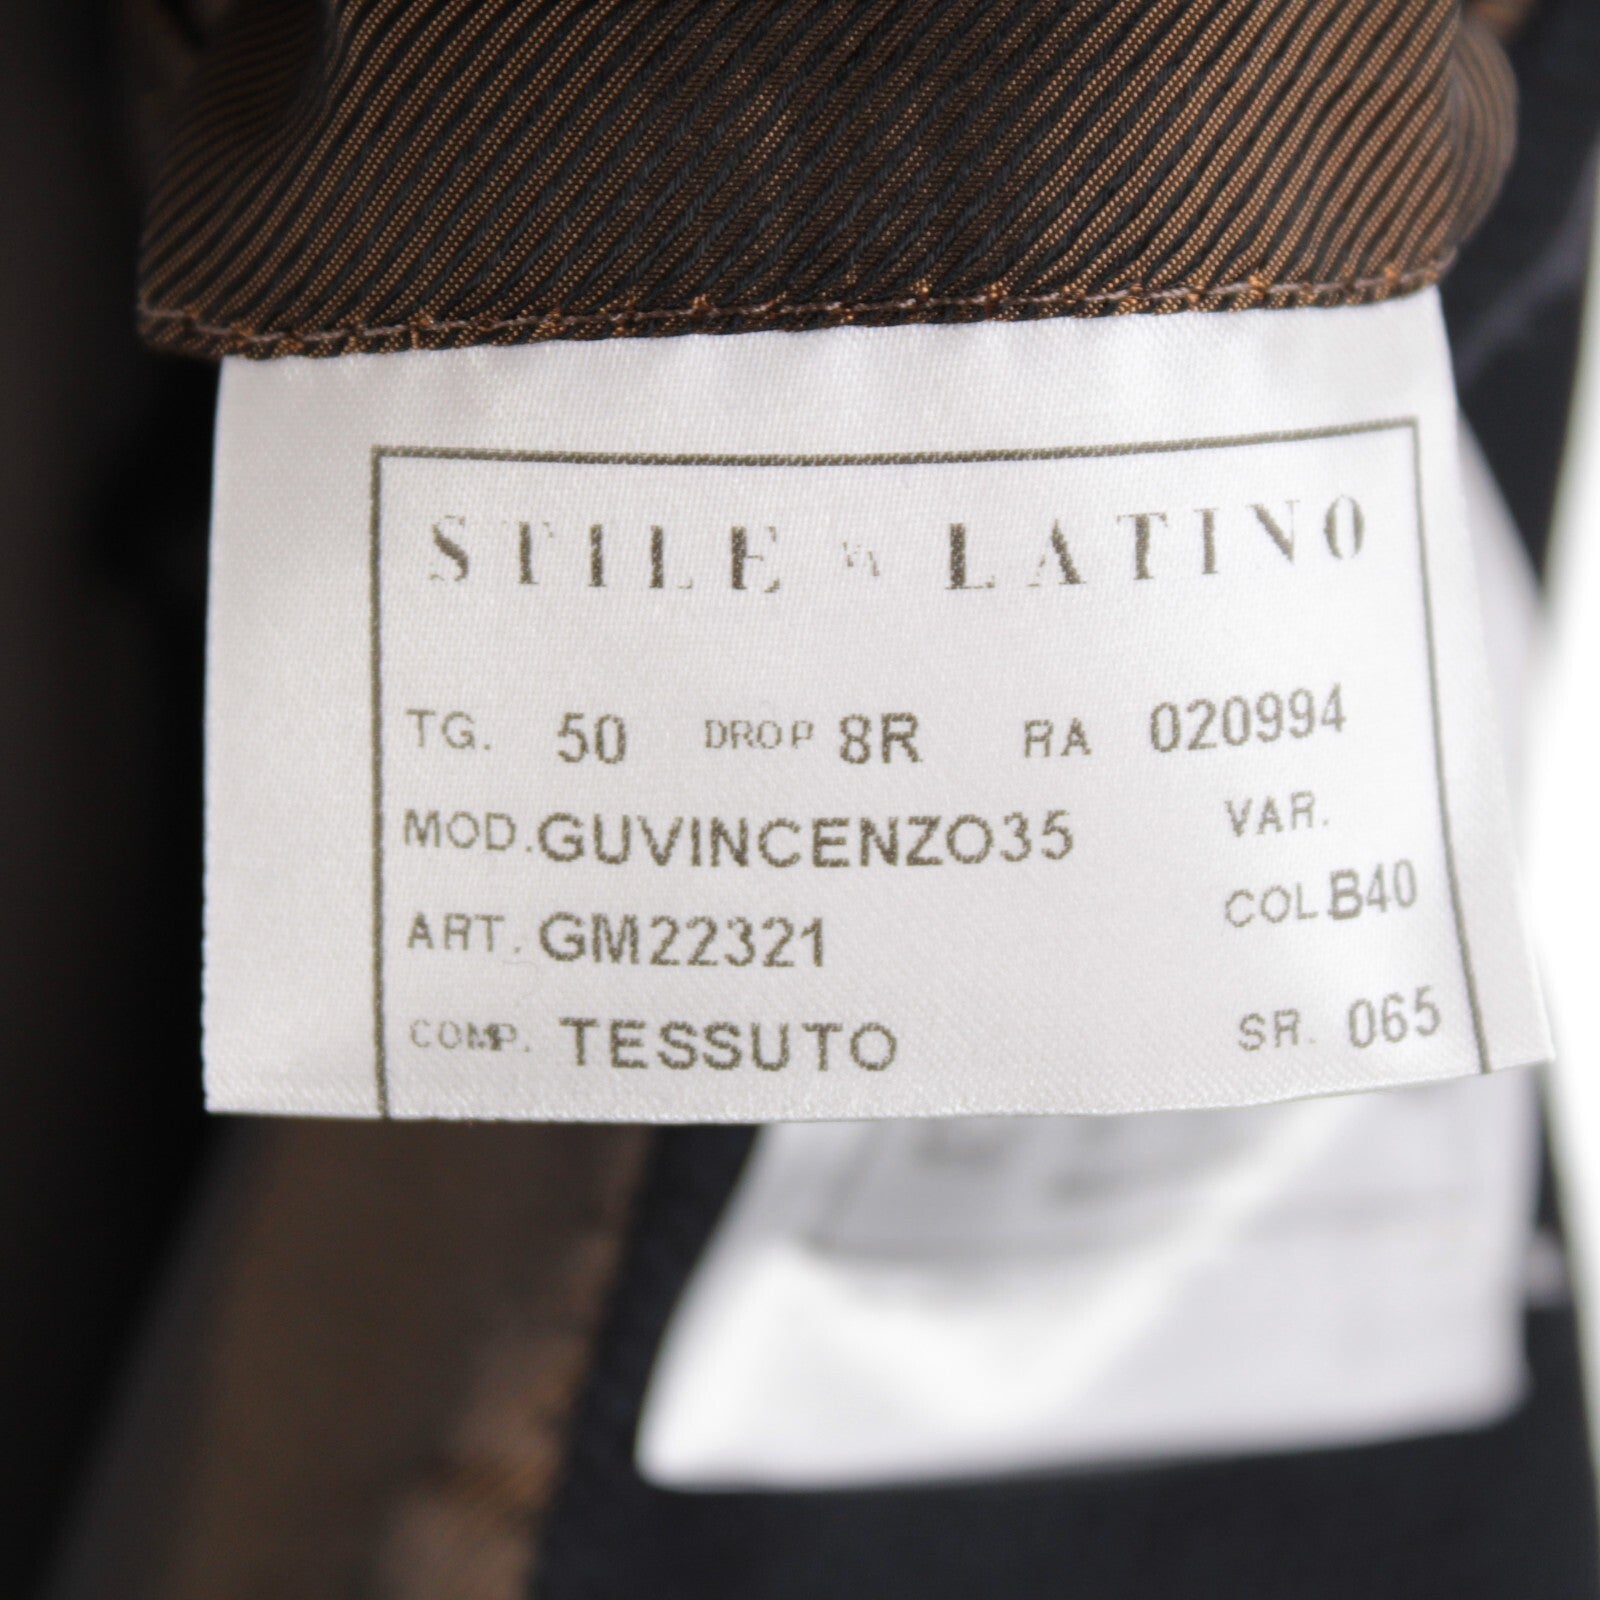 STILE LATINO
TG. 50 DROP 8R RA 020994
MOD. GUVINCENZO35 VAR.
ART. GM22321 COL B40
COMP. TESSUTO SR. 065